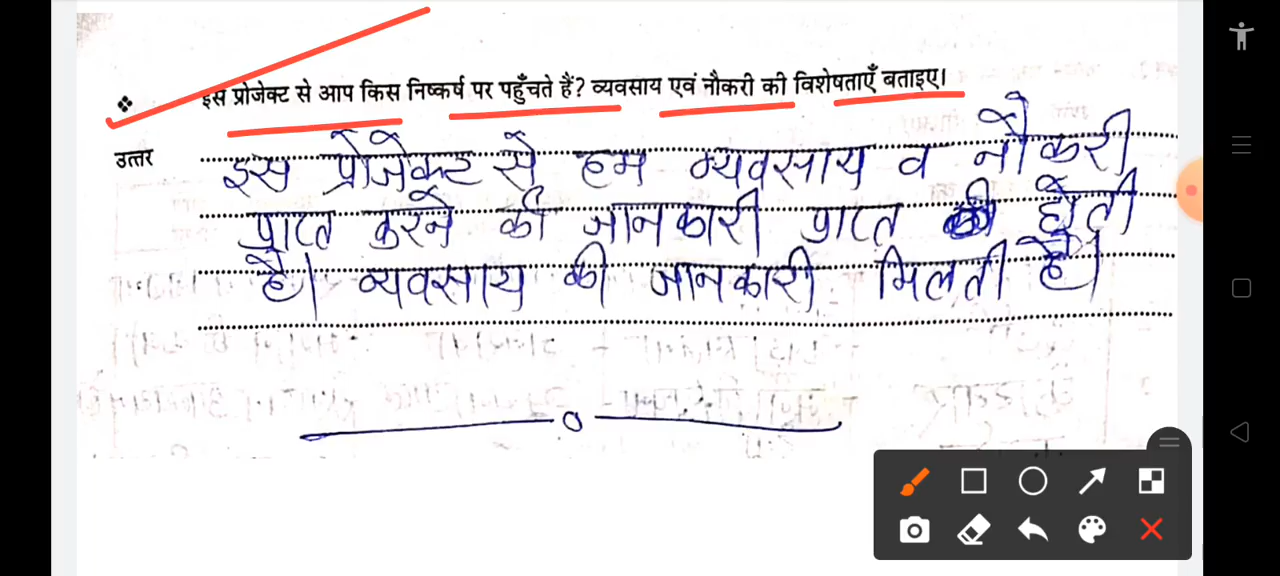 ❖ इस प्रोजेक्ट से आप किस निष्कर्ष पर पहुँचते हैं? व्यवसाय एवं नौकरी की विशेषताएँ बताइए।
उत्तर इस प्रोजेक्ट से हम व्यवसाय व नौकरी
प्राप्त करने की जानकारी प्राप्त होती
है। व्यवसाय की जानकारी मिलती है।